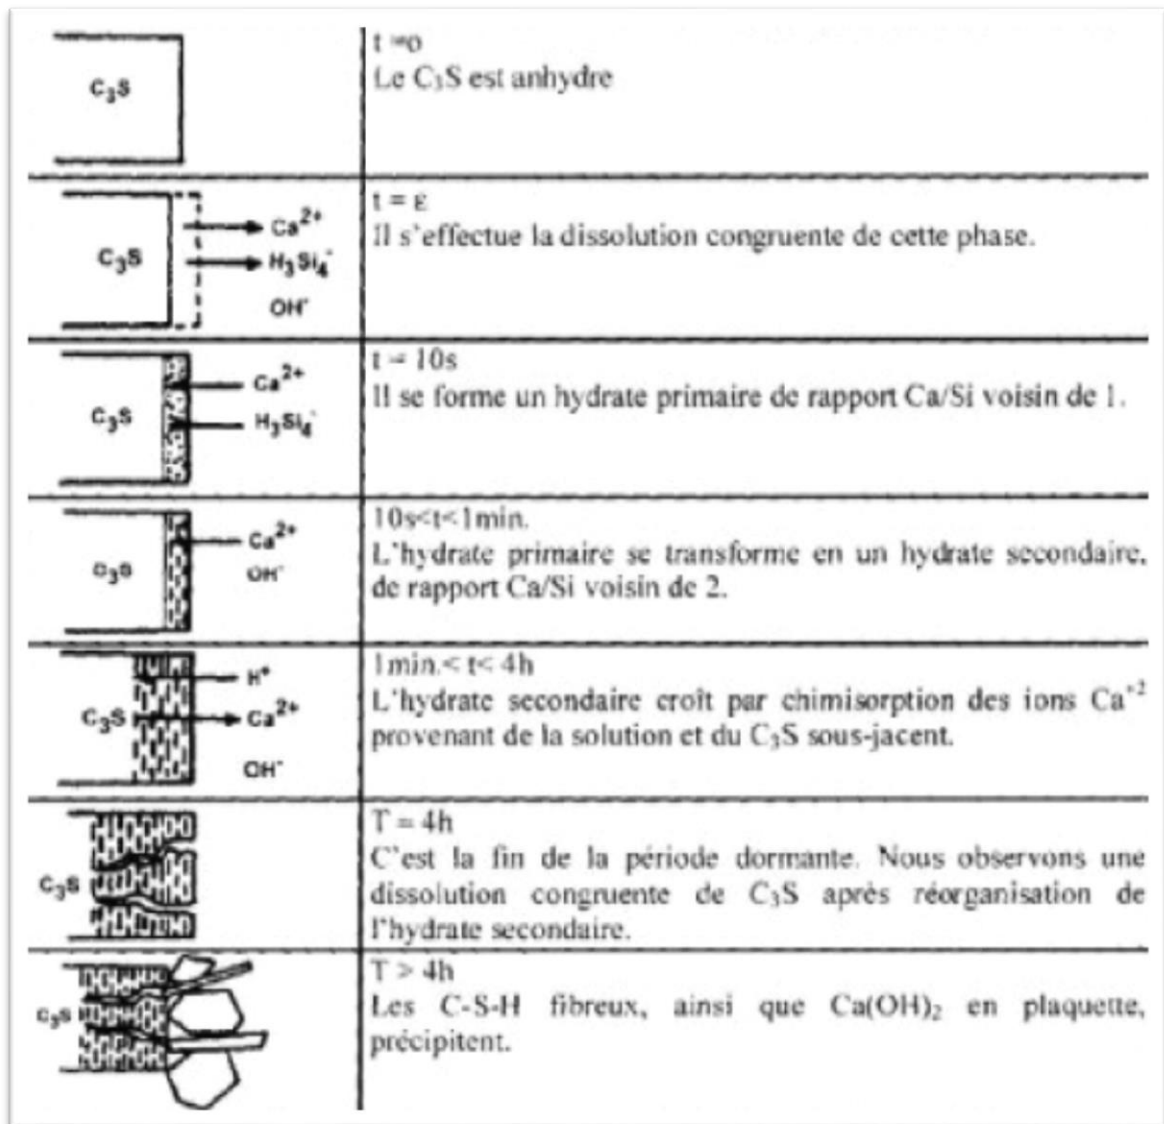 C₃S
t =o
Le C₃S est anhydre
C₃S
Ca²⁺
H₃Si₄⁻
OH⁻
t = ε
Il s'effectue la dissolution congruente de cette phase.
C₃S
Ca²⁺
H₃Si₄⁻
t = 10s
Il se forme un hydrate primaire de rapport Ca/Si voisin de 1.
C₃S
Ca²⁺
OH⁻
10s<t<1min.
L'hydrate primaire se transforme en un hydrate secondaire,
de rapport Ca/Si voisin de 2.
C₃S
H⁺
Ca²⁺
OH⁻
1min.< t< 4h
L'hydrate secondaire croît par chimisorption des ions Ca⁺²
provenant de la solution et du C₃S sous-jacent.
C₃S
T = 4h
C'est la fin de la période dormante. Nous observons une
dissolution congruente de C₃S après réorganisation de
l'hydrate secondaire.
C₃S
T > 4h
Les C-S-H fibreux, ainsi que Ca(OH)₂ en plaquette,
précipitent.